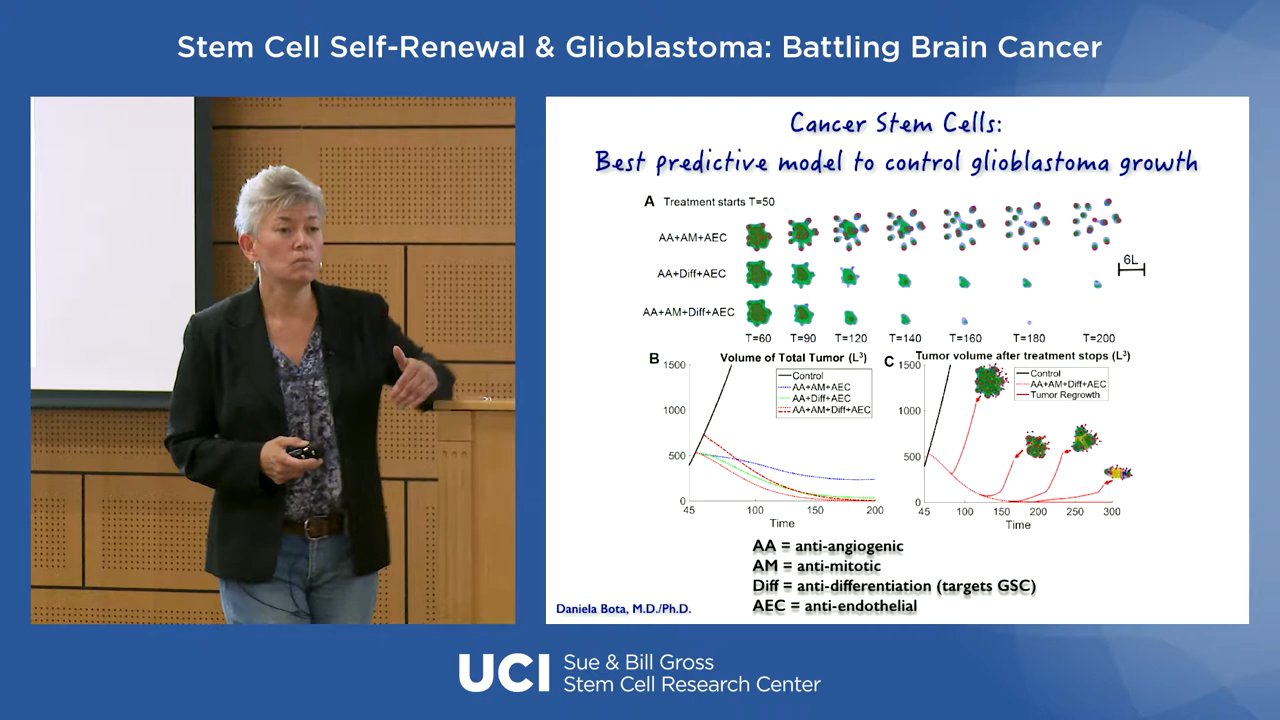 Stem Cell Self-Renewal & Glioblastoma: Battling Brain Cancer
Cancer Stem Cells:
Best predictive model to control glioblastoma growth
A Treatment starts T=50
AA+AM+AEC
AA+Diff+AEC
AA+AM+Diff+AEC
6L
T=60 T=90 T=120 T=140 T=160 T=180 T=200
B
Volume of Total Tumor (L³)
1500
1000
500
0
Control
AA+AM+AEC
AA+Diff+AEC
AA+AM+Diff+AEC
45 100 150 200
Time
C
Tumor volume after treatment stops (L³)
1500
1000
500
0
Control
AA+AM+Diff+AEC
Tumor Regrowth
45 100 150 200 250 300
Time
AA = anti-angiogenic
AM = anti-mitotic
Diff = anti-differentiation (targets GSC)
AEC = anti-endothelial
Daniela Bota, M.D./Ph.D.
UCI
Sue & Bill Gross
Stem Cell Research Center